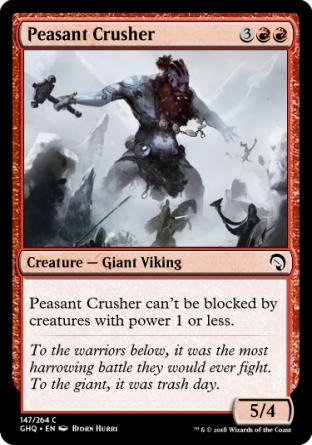 Peasant Crusher 3
Creature — Giant Viking
Peasant Crusher can't be blocked by
creatures with power 1 or less.
To the warriors below, it was the most
harrowing battle they would ever fight.
To the giant, it was trash day.
5/4
147/264 C
GHQ • EN Bjorn Hurri
™ & © 2018 Wizards of the Coast